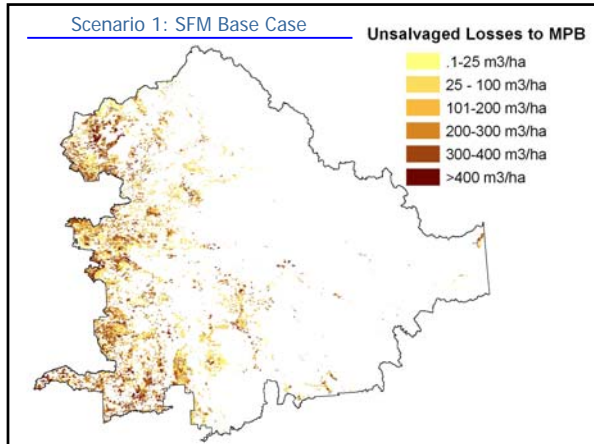 Scenario 1: SFM Base Case
Unsalvaged Losses to MPB
.1-25 m3/ha
25 - 100 m3/ha
101-200 m3/ha
200-300 m3/ha
300-400 m3/ha
>400 m3/ha